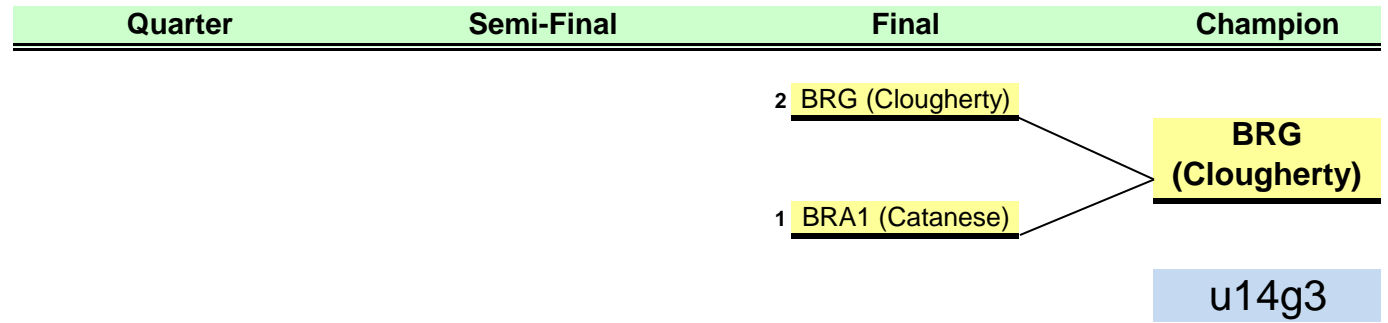 Quarter Semi-Final Final Champion
2 BRG (Clougherty)
BRG
(Clougherty)
1 BRA1 (Catanese)
u14g3